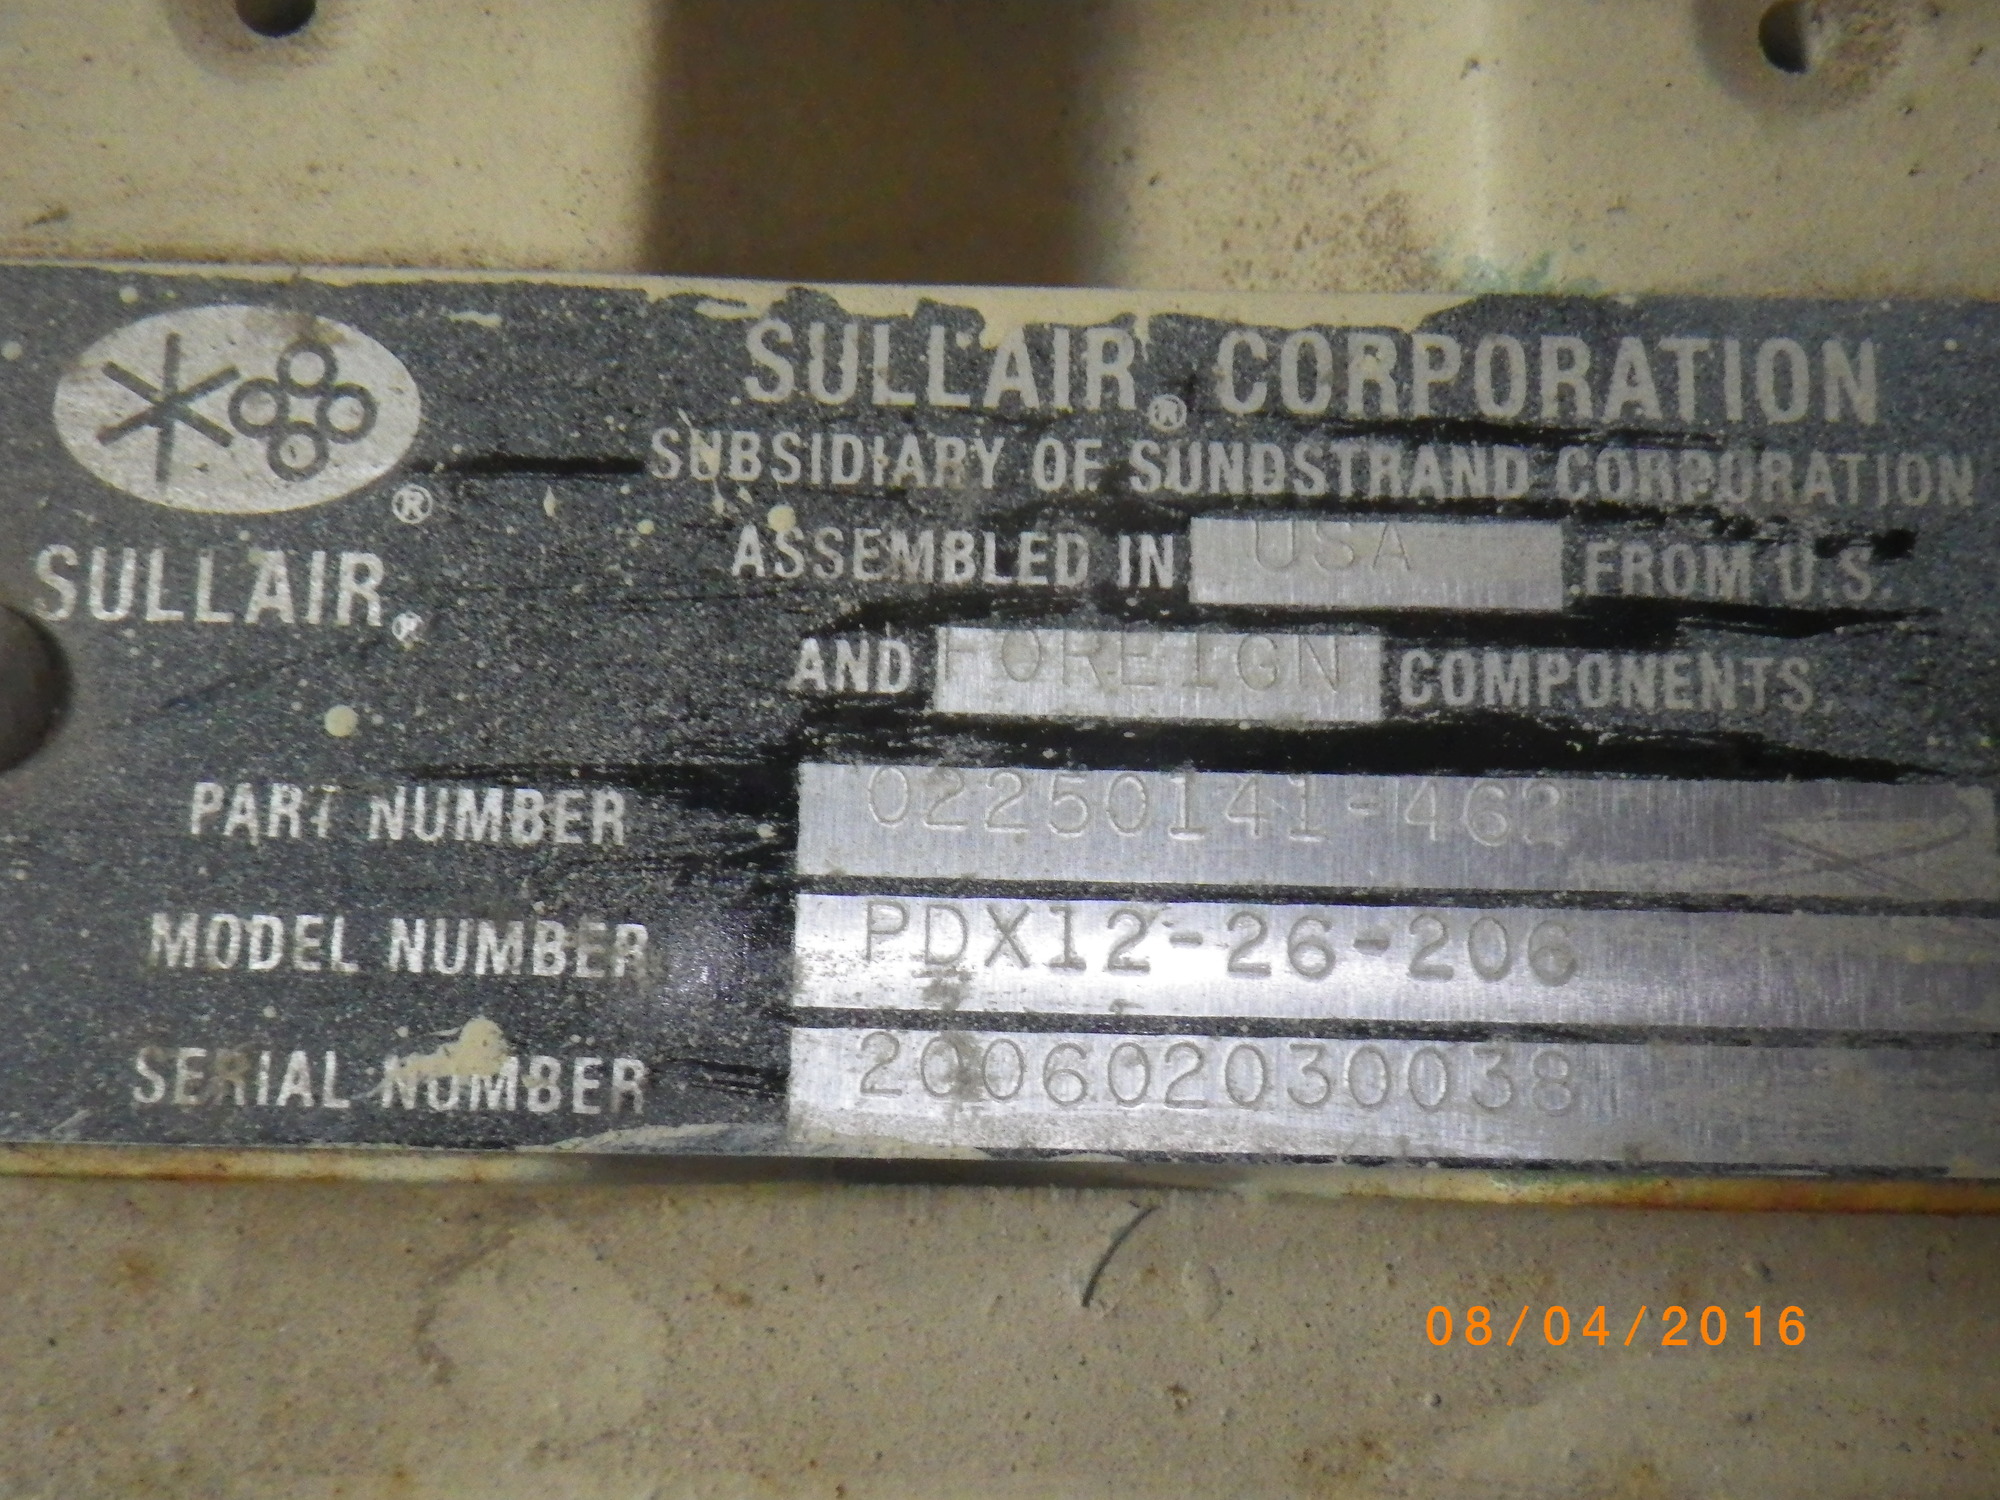 SULLAIR® CORPORATION
SUBSIDIARY OF SUNDSTRAND CORPORATION
ASSEMBLED IN USA FROM U.S.
AND FOREIGN COMPONENTS.
®
SULLAIR®
PART NUMBER 02250141-462
MODEL NUMBER PDX12-26-206
SERIAL NUMBER 200602030038
08/04/2016